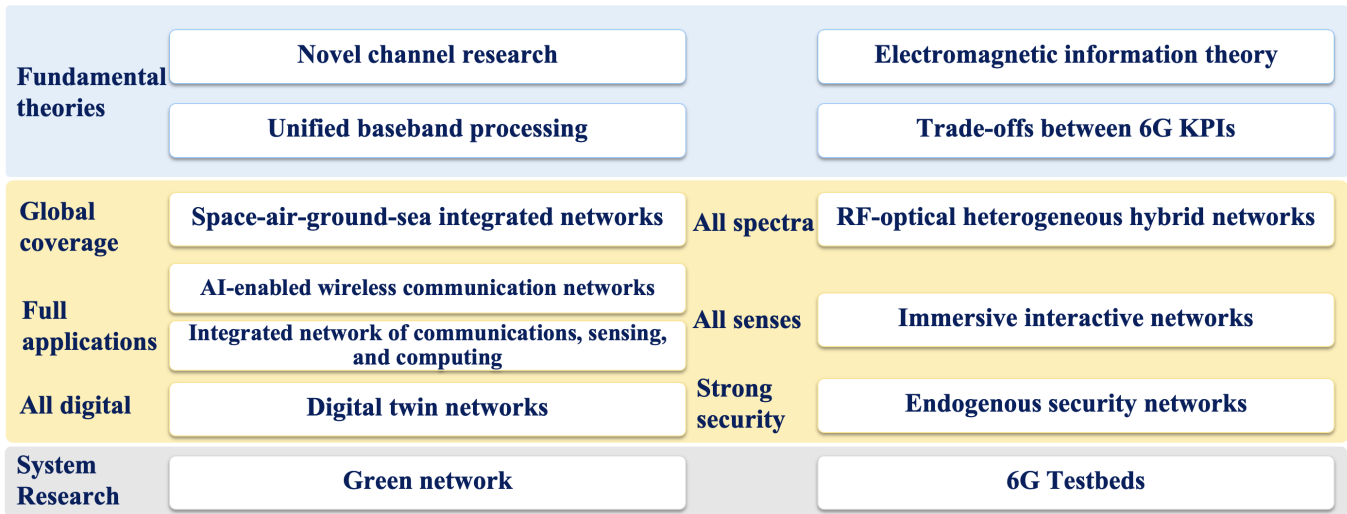 Fundamental
theories
Novel channel research
Electromagnetic information theory
Unified baseband processing
Trade-offs between 6G KPIs
Global
coverage
Space-air-ground-sea integrated networks
All spectra
RF-optical heterogeneous hybrid networks
Full
applications
AI-enabled wireless communication networks
Integrated network of communications, sensing,
and computing
All senses
Immersive interactive networks
All digital
Digital twin networks
Strong
security
Endogenous security networks
System
Research
Green network
6G Testbeds